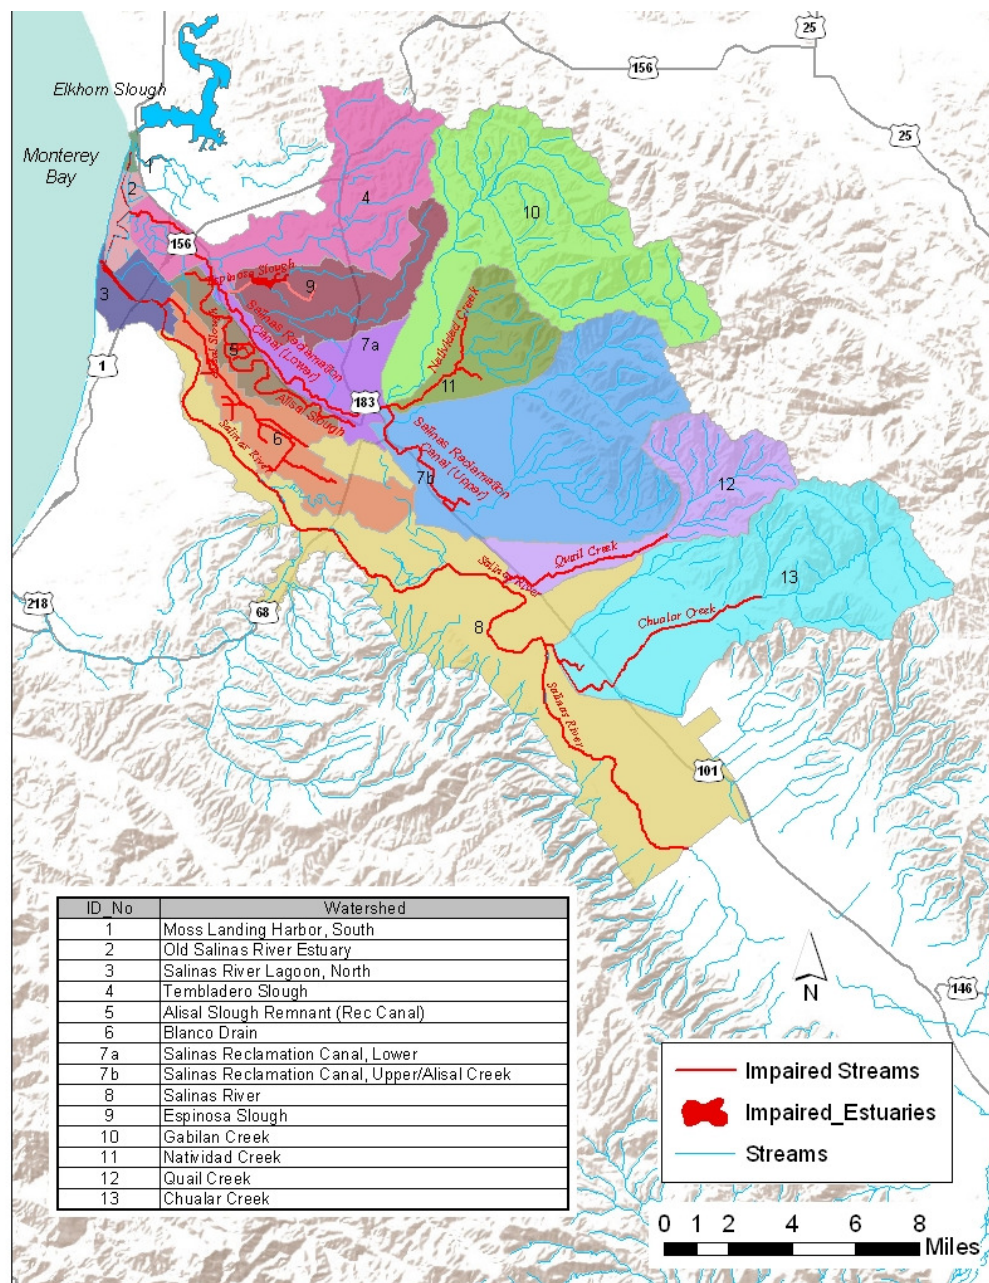 25
156
25
Elkhorn Slough
Monterey
Bay
1
2
4
10
156
Espinosa Slough
9
3
Salinas Reclamation
Canal (Lower)
7a
Natividad Creek
5
1
183
11
Alisal Slough
6
Salinas River
Salinas Reclamation
Canal (Upper)
7b
12
Quail Creek
Salinas River
13
218
68
8
Chualar Creek
Salinas River
101
146
ID_No Watershed
1 Moss Landing Harbor, South
2 Old Salinas River Estuary
3 Salinas River Lagoon, North
4 Tembladero Slough
5 Alisal Slough Remnant (Rec Canal)
6 Blanco Drain
7a Salinas Reclamation Canal, Lower
7b Salinas Reclamation Canal, Upper/Alisal Creek
8 Salinas River
9 Espinosa Slough
10 Gabilan Creek
11 Natividad Creek
12 Quail Creek
13 Chualar Creek
N
Impaired Streams
Impaired_Estuaries
Streams
0 1 2 4 6 8
Miles